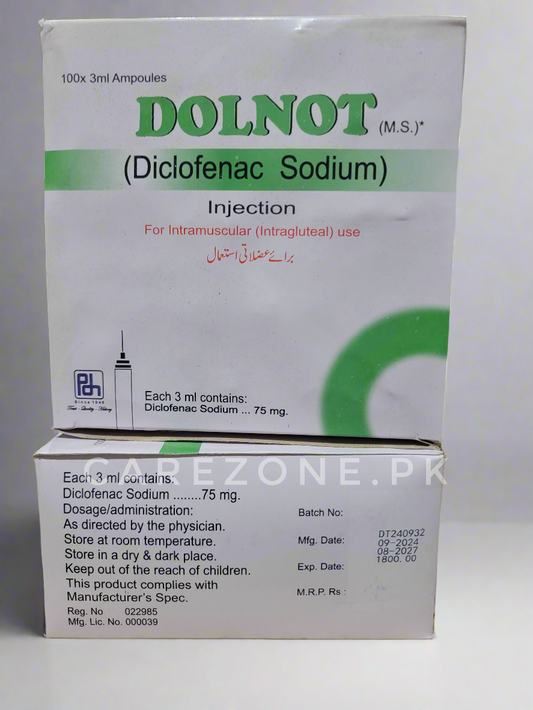 100x 3ml Ampoules
DOLNOT (M.S.)*
(Diclofenac Sodium)
Injection
For Intramuscular (Intragluteal) use
برائے عضلاتی استعمال
Pdh
Since 1948
Each 3 ml contains:
Diclofenac Sodium ... 75 mg.
CAREZONE.PK
Each 3 ml contains:
Diclofenac Sodium ........75 mg.
Dosage/administration:
As directed by the physician.
Store at room temperature.
Store in a dry & dark place.
Keep out of the reach of children.
This product complies with
Manufacturer's Spec.
Reg. No 022985
Mfg. Lic. No. 000039
Batch No: DT240932
Mfg. Date: 09-2024
Exp. Date: 08-2027
M.R.P. Rs : 1800.00